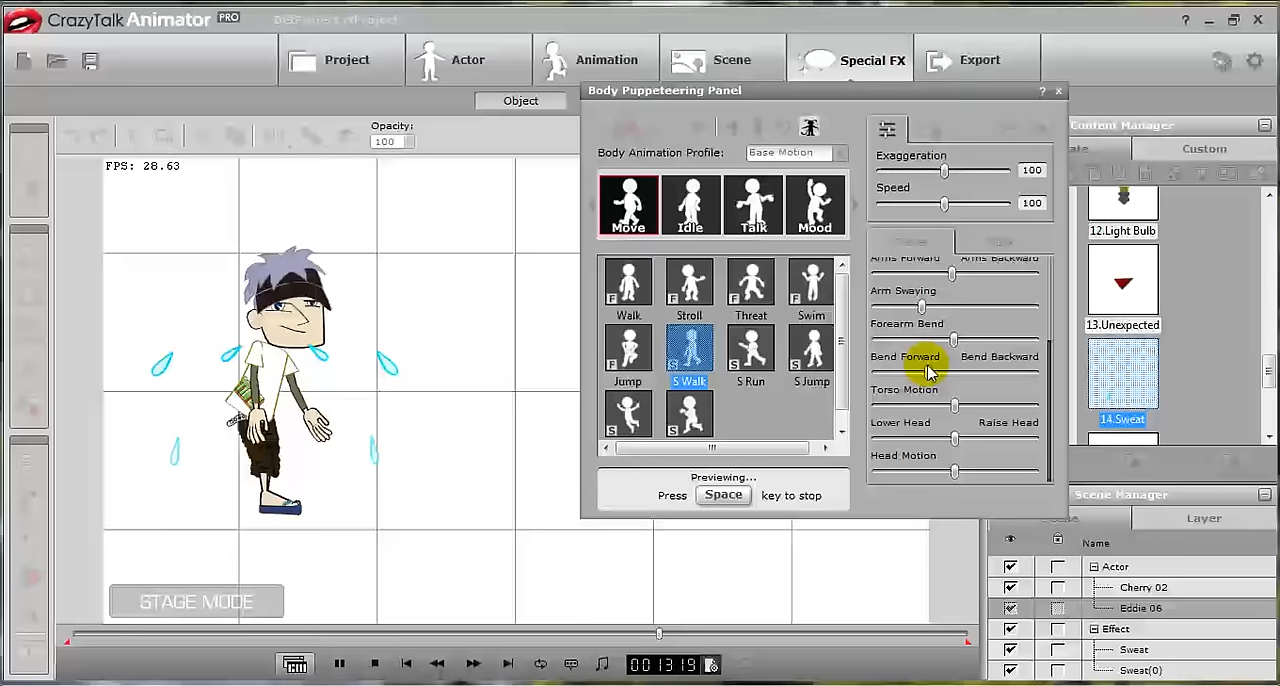 CrazyTalk Animator PRO
Project
Actor
Animation
Scene
Special FX
Export
Object
Body Puppeteering Panel
Opacity:
100
FPS: 28.63
Body Animation Profile:
Base Motion
Move
Idle
Talk
Mood
Walk
Stroll
Threat
Swim
Jump
S Walk
S Run
S Jump
Previewing...
Press Space key to stop
Exaggeration
100
Speed
100
Arms Forward Arms Backward
Arm Swaying
Forearm Bend
Bend Forward Bend Backward
Torso Motion
Lower Head Raise Head
Head Motion
Content Manager
Custom
12.Light Bulb
13.Unexpected
14.Sweat
Scene Manager
Layer
Name
Actor
Cherry 02
Eddie 06
Effect
Sweat
Sweat(0)
STAGE MODE
00:13:19